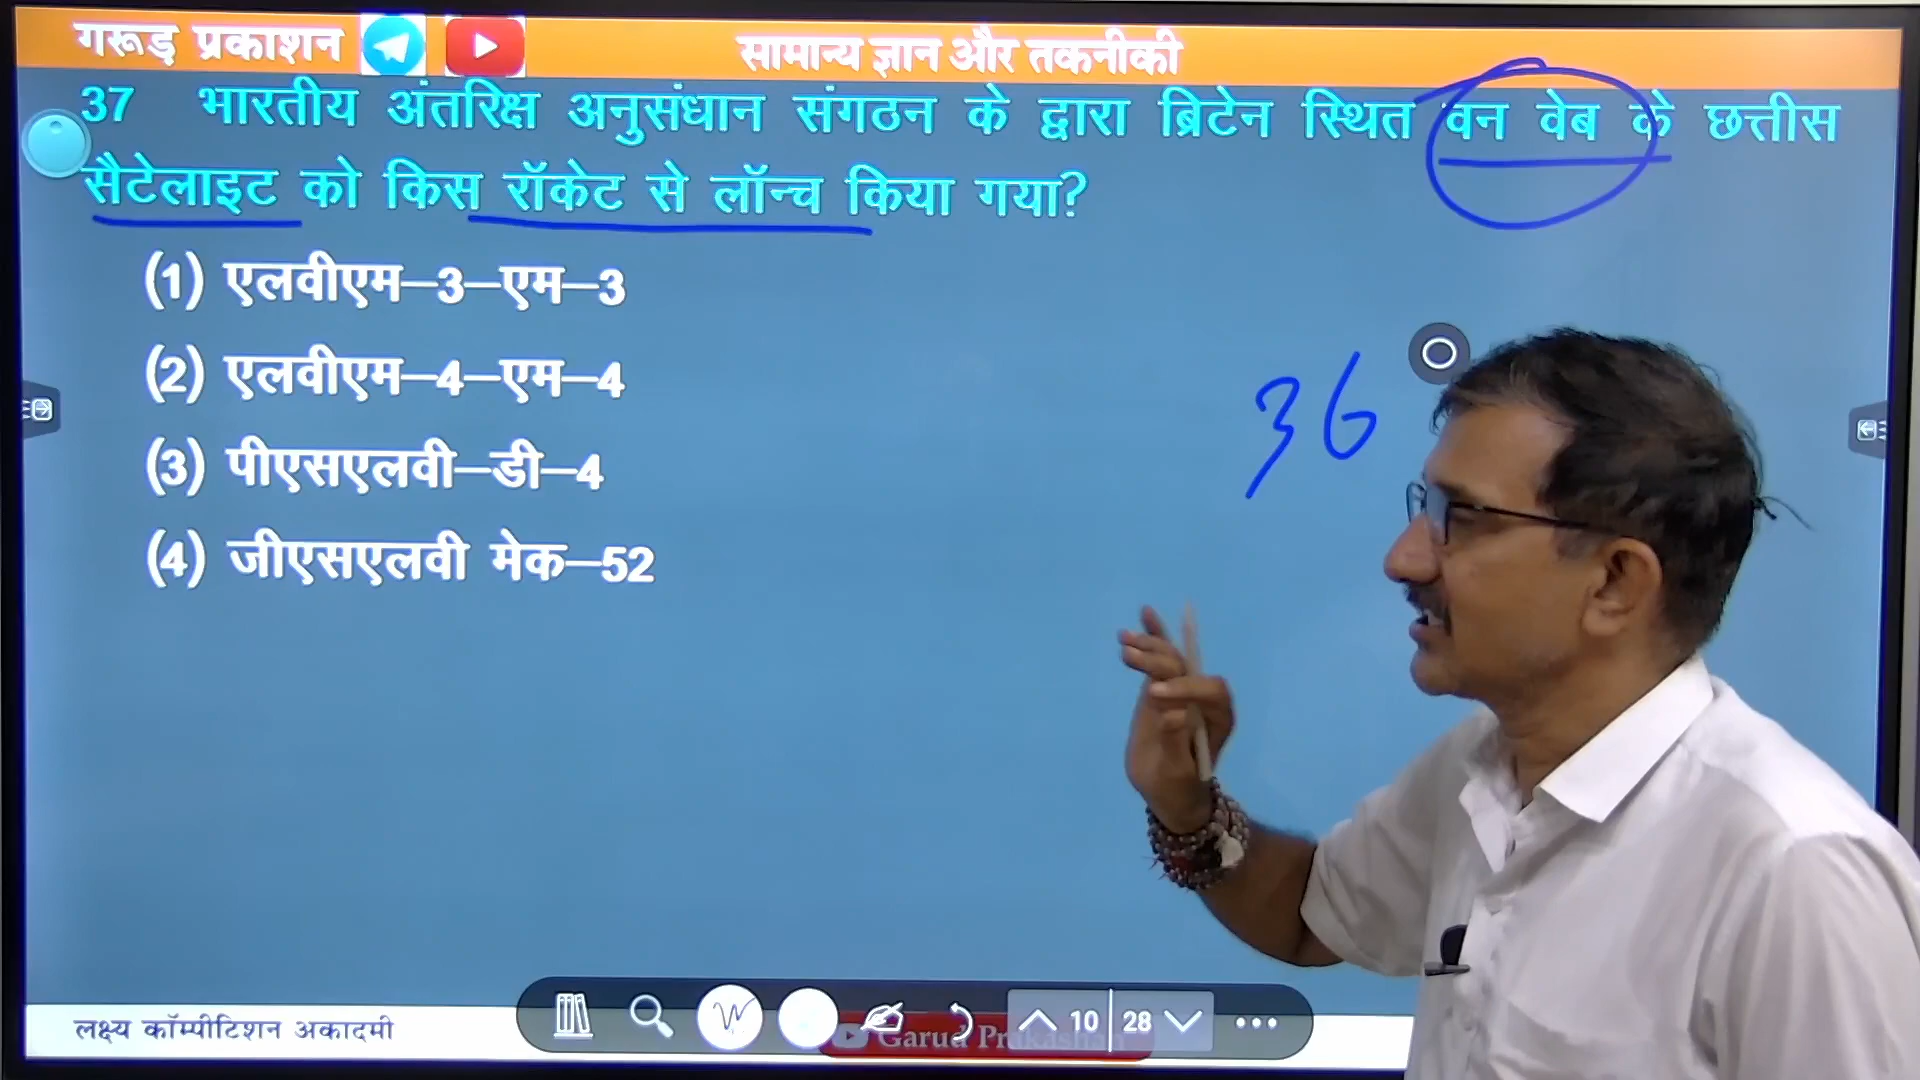 गरूड़ प्रकाशन
सामान्य ज्ञान और तकनीकी
37 भारतीय अंतरिक्ष अनुसंधान संगठन के द्वारा ब्रिटेन स्थित वन वेब के छत्तीस
सैटेलाइट को किस रॉकेट से लॉन्च किया गया?
(1) एलवीएम–3–एम–3
(2) एलवीएम–4–एम–4
(3) पीएसएलवी–डी–4
(4) जीएसएलवी मेक–52
36
लक्ष्य कॉम्पीटिशन अकादमी
10 28
Garud Prakashan